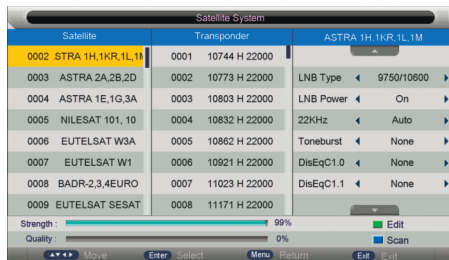 Satellite System
Satellite Transponder ASTRA 1H,1KR,1L,1M
0002 .STRA 1H,1KR,1L,1M 0001 10744 H 22000
0003 ASTRA 2A,2B,2D 0002 10773 H 22000 LNB Type 9750/10600
0004 ASTRA 1E,1G,3A 0003 10803 H 22000 LNB Power On
0005 NILESAT 101, 10 0004 10832 H 22000 22KHz Auto
0006 EUTELSAT W3A 0005 10862 H 22000 Toneburst None
0007 EUTELSAT W1 0006 10921 H 22000 DisEqC1.0 None
0008 BADR-2,3,4EURO 0007 11023 H 22000 DisEqC1.1 None
0009 EUTELSAT SESAT 0008 11171 H 22000
Strength : 99% Edit
Quality : 0% Scan
Move Enter Select Menu Return Exit Exit